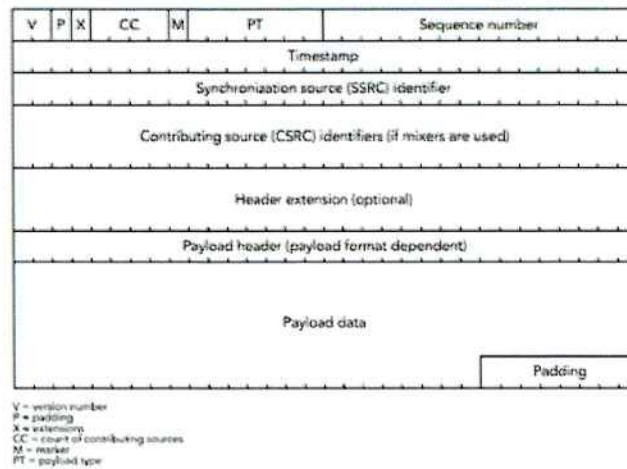 V P X CC M PT Sequence number
Timestamp
Synchronization source (SSRC) identifier
Contributing source (CSRC) identifiers (if mixers are used)
Header extension (optional)
Payload header (payload format dependent)
Payload data
Padding
V = version number
P = padding
X = extensions
CC = count of contributing sources
M = marker
PT = payload type